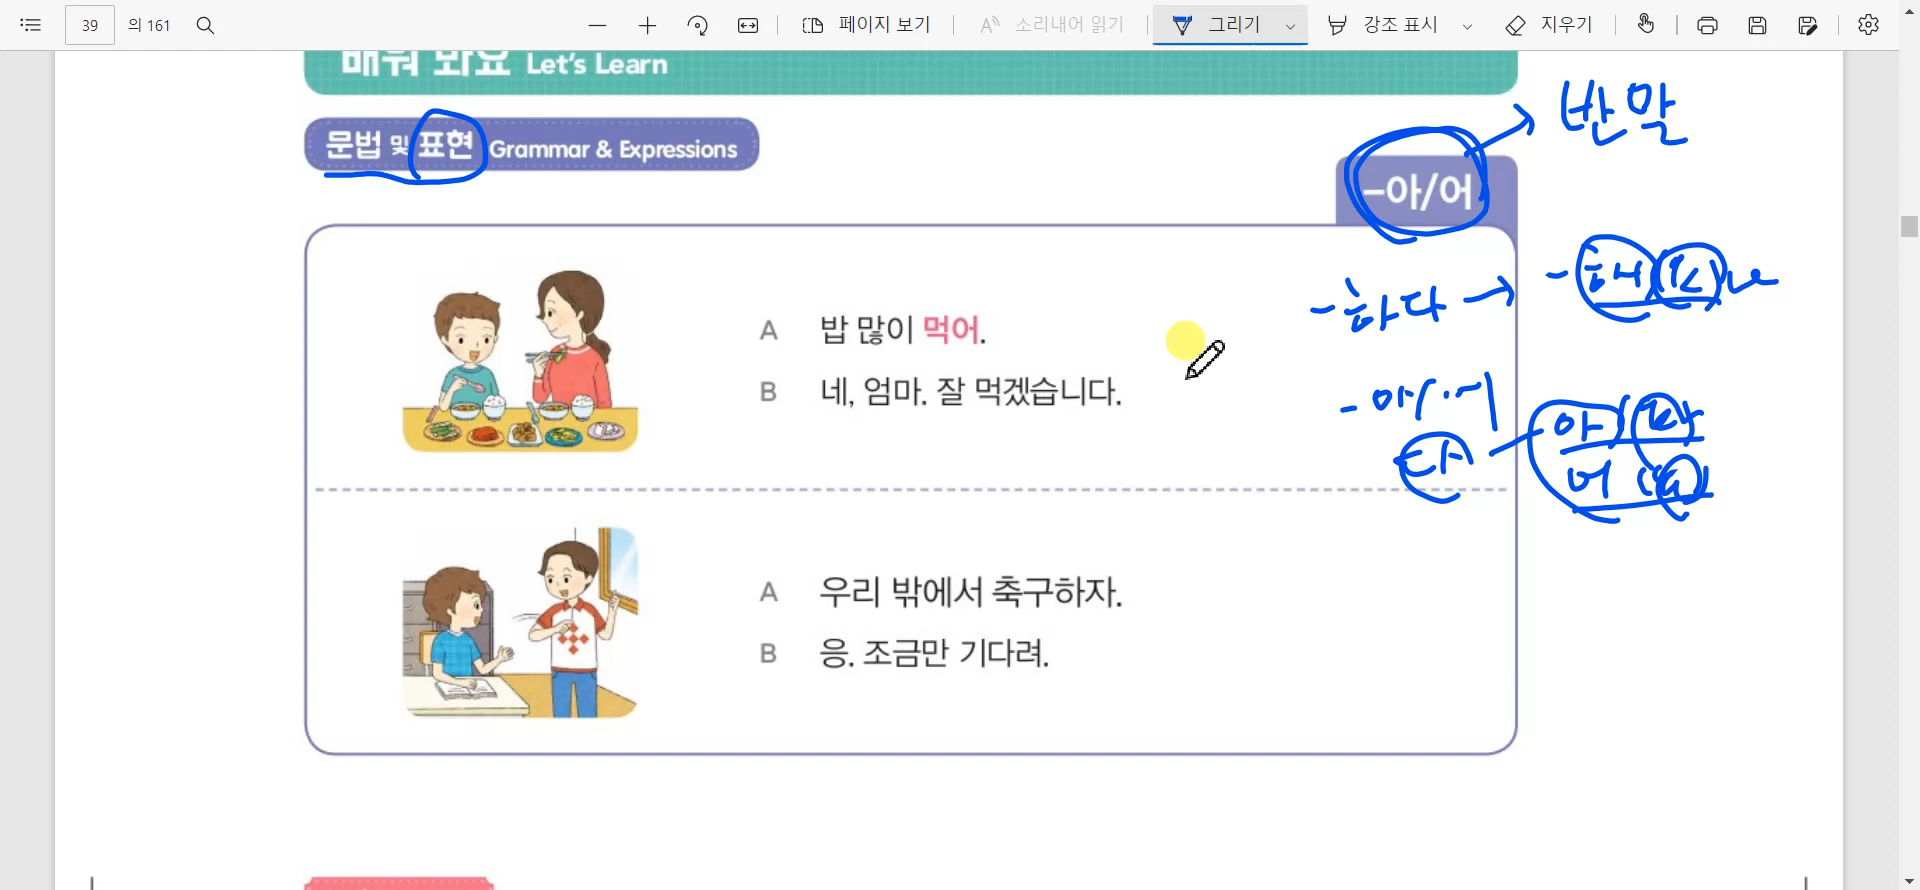 39 의 161 페이지 보기 소리내어 읽기 그리기 강조 표시 지우기
배워 봐요 Let's Learn
반말
문법 및 표현 Grammar & Expressions
-아/어
-하다 → -해
A 밥 많이 먹어.
B 네, 엄마. 잘 먹겠습니다.
-아/어
다
아
어
A 우리 밖에서 축구하자.
B 응. 조금만 기다려.